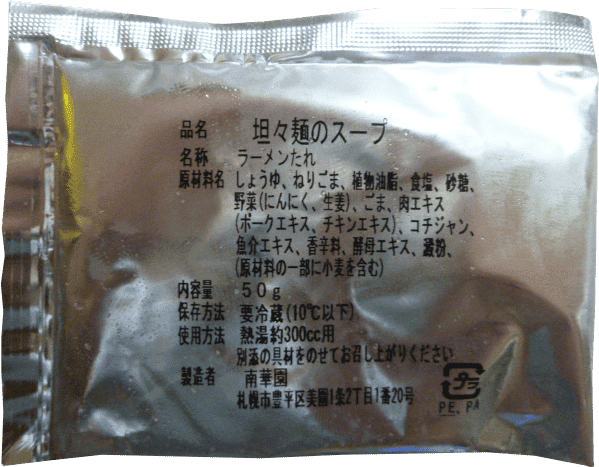 品名 坦々麺のスープ
名称 ラーメンたれ
原材料名 しょうゆ、ねりごま、植物油脂、食塩、砂糖、
野菜(にんにく、生姜)、ごま、肉エキス
(ポークエキス、チキンエキス)、コチジャン、
魚介エキス、香辛料、酵母エキス、澱粉、
(原材料の一部に小麦を含む)
内容量 50g
保存方法 要冷蔵(10℃以下)
使用方法 熱湯約300cc用
別添の具材をのせてお召し上がりください
製造者 南華園
札幌市豊平区美園1条2丁目1番20号
プラ
PE、PA